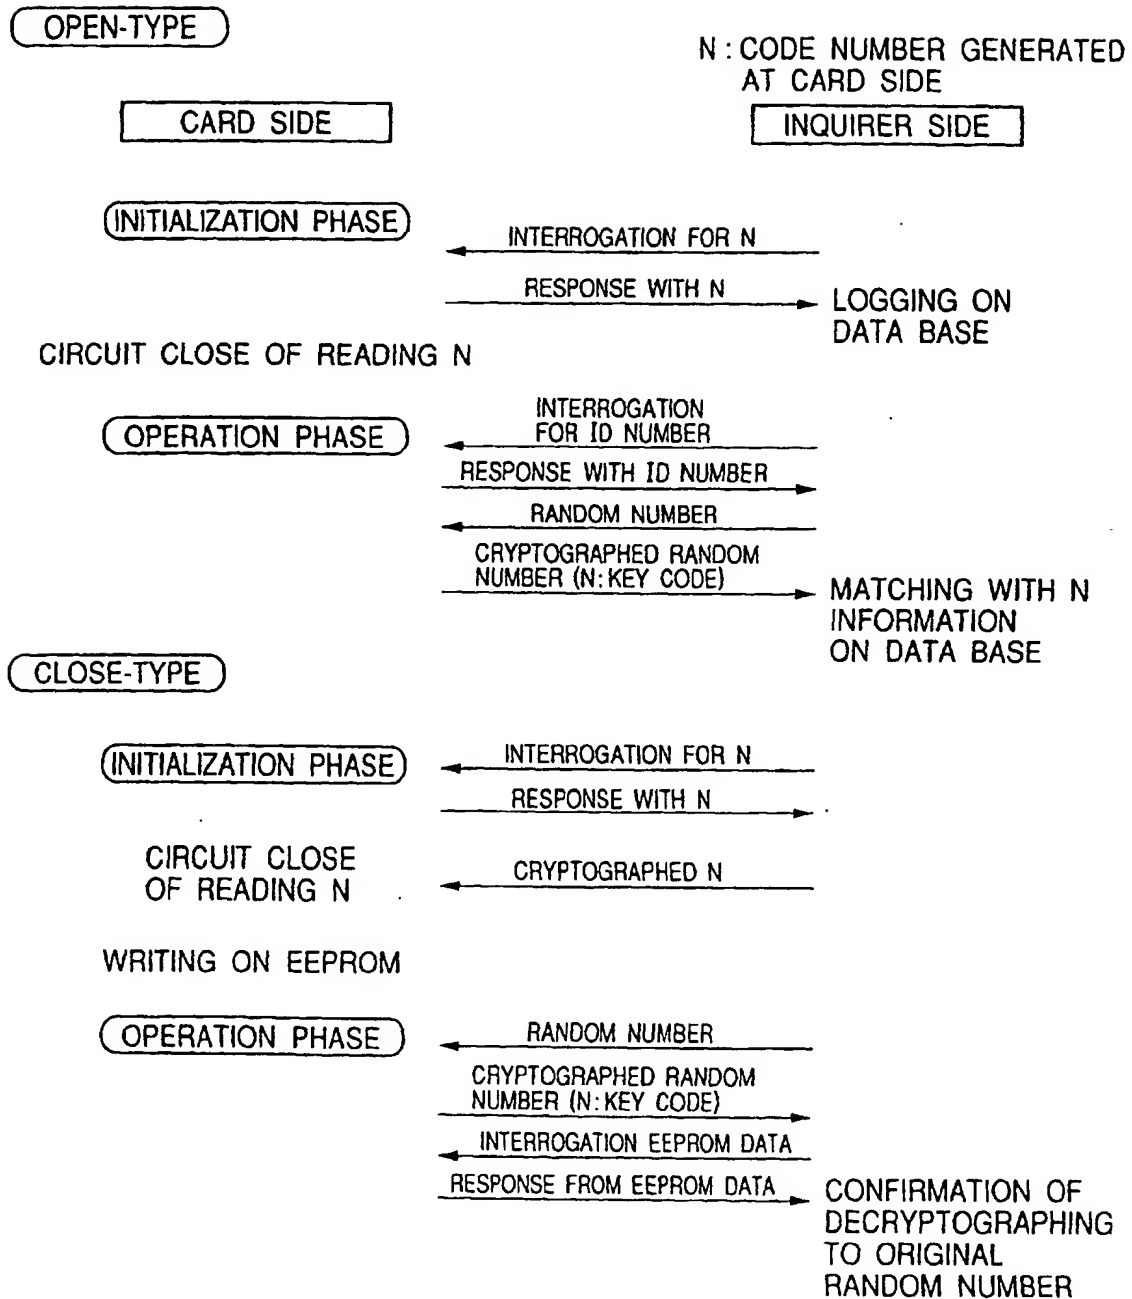 OPEN-TYPE
N : CODE NUMBER GENERATED
AT CARD SIDE
CARD SIDE
INQUIRER SIDE
INITIALIZATION PHASE
INTERROGATION FOR N
RESPONSE WITH N
LOGGING ON
DATA BASE
CIRCUIT CLOSE OF READING N
OPERATION PHASE
INTERROGATION
FOR ID NUMBER
RESPONSE WITH ID NUMBER
RANDOM NUMBER
CRYPTOGRAPHED RANDOM
NUMBER (N:KEY CODE)
MATCHING WITH N
INFORMATION
ON DATA BASE
CLOSE-TYPE
INITIALIZATION PHASE
INTERROGATION FOR N
RESPONSE WITH N
CIRCUIT CLOSE
OF READING N
CRYPTOGRAPHED N
WRITING ON EEPROM
OPERATION PHASE
RANDOM NUMBER
CRYPTOGRAPHED RANDOM
NUMBER (N:KEY CODE)
INTERROGATION EEPROM DATA
RESPONSE FROM EEPROM DATA
CONFIRMATION OF
DECRYPTOGRAPHING
TO ORIGINAL
RANDOM NUMBER